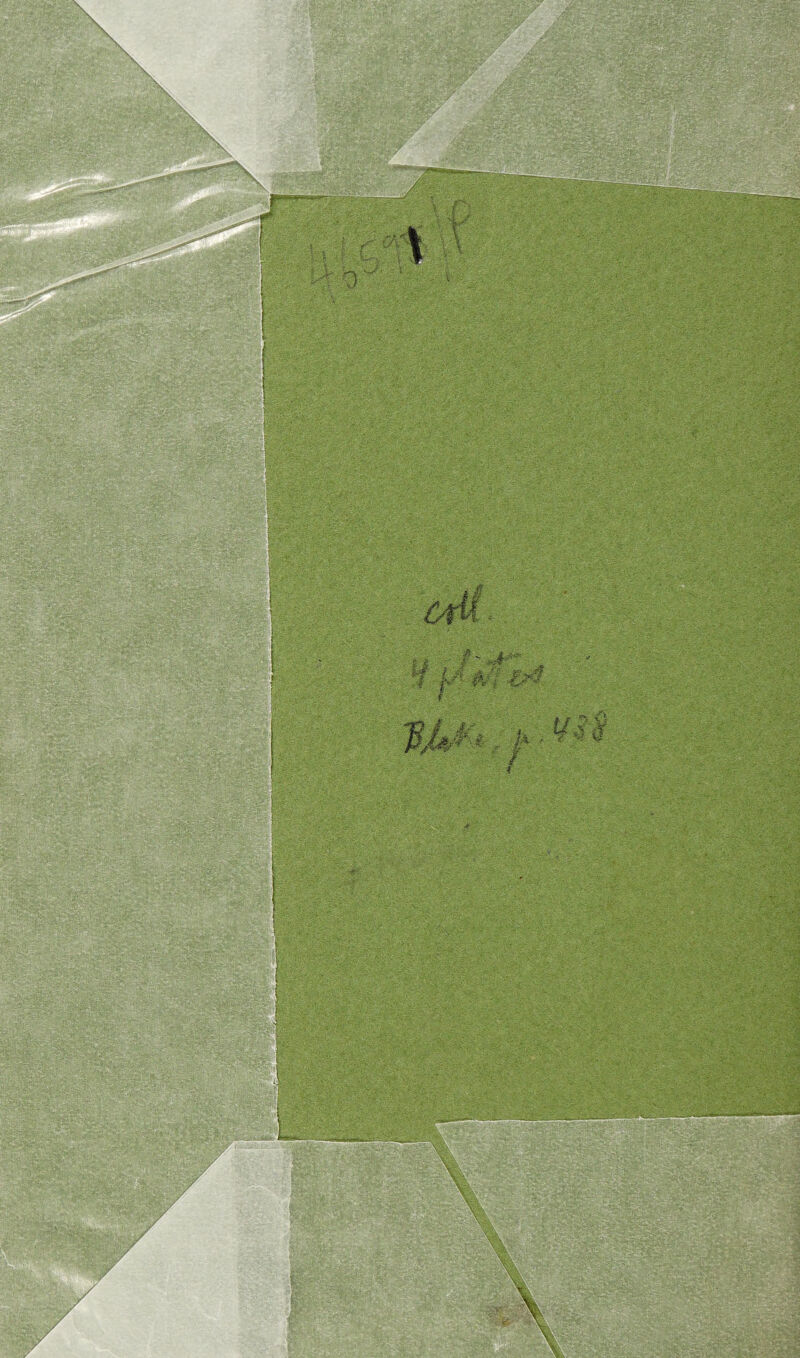 46591/P
coll.
4 plates
Blake, p. 438